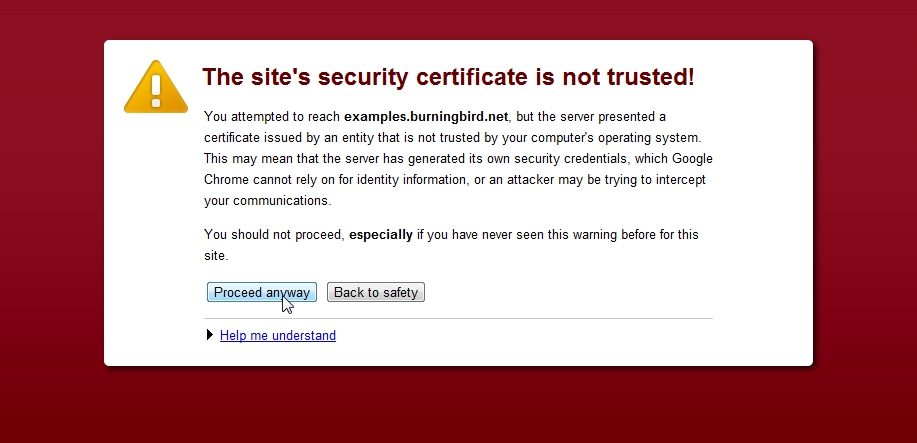 The site's security certificate is not trusted!
You attempted to reach examples.burningbird.net, but the server presented a
certificate issued by an entity that is not trusted by your computer's operating system.
This may mean that the server has generated its own security credentials, which Google
Chrome cannot rely on for identity information, or an attacker may be trying to intercept
your communications.
You should not proceed, especially if you have never seen this warning before for this
site.
Proceed anyway Back to safety
Help me understand